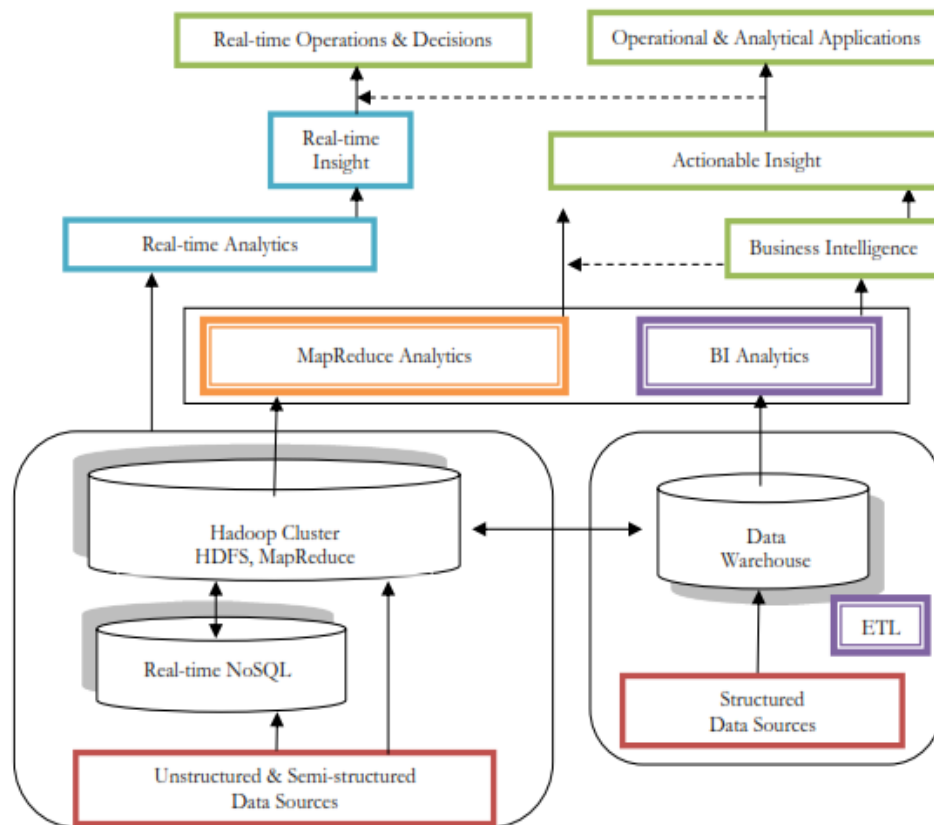 Real-time Operations & Decisions
Operational & Analytical Applications
Real-time
Insight
Actionable Insight
Real-time Analytics
Business Intelligence
MapReduce Analytics
BI Analytics
Hadoop Cluster
HDFS, MapReduce
Data
Warehouse
ETL
Real-time NoSQL
Structured
Data Sources
Unstructured & Semi-structured
Data Sources